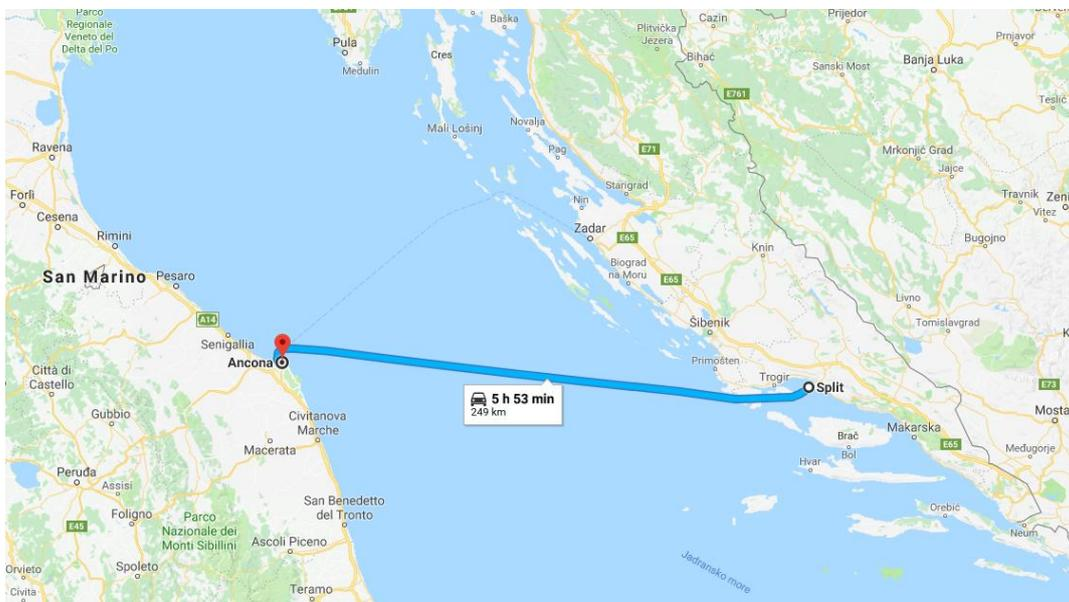 Parco
Regionale
Veneto del
Delta del Po
Pula
Medulin
Cres
Baška
Plitvička
Jezera
Cazin
Bihać
Prijedor
Sanski Most
Banja Luka
Prnjavor
E761
Teslić
Ravenna
Mali Lošinj
Novalja
Pag
E71
Mrkonjić Grad
Jajce
Forlì
Cesena
Starigrad
Nin
Travnik
Vitez
Rimini
Zadar
E65
Knin
Bugojno
San Marino
Pesaro
Biograd
na Moru
E65
Livno
A14
Senigallia
Šibenik
Tomislavgrad
Ancona
Primošten
Città di
Castello
Trogir
Split
E73
5 h 53 min
249 km
Gubbio
Civitanova
Marche
Macerata
Brač
Bol
Makarska
E65
Mosta
Hvar
Međugorje
Peruđa
Assisi
E45
Foligno
San Benedetto
del Tronto
Orebić
Neum
Parco
Nazionale dei
Monti Sibillini
Ascoli Piceno
Orvieto
Spoleto
Jadransko more
Civita
Teramo